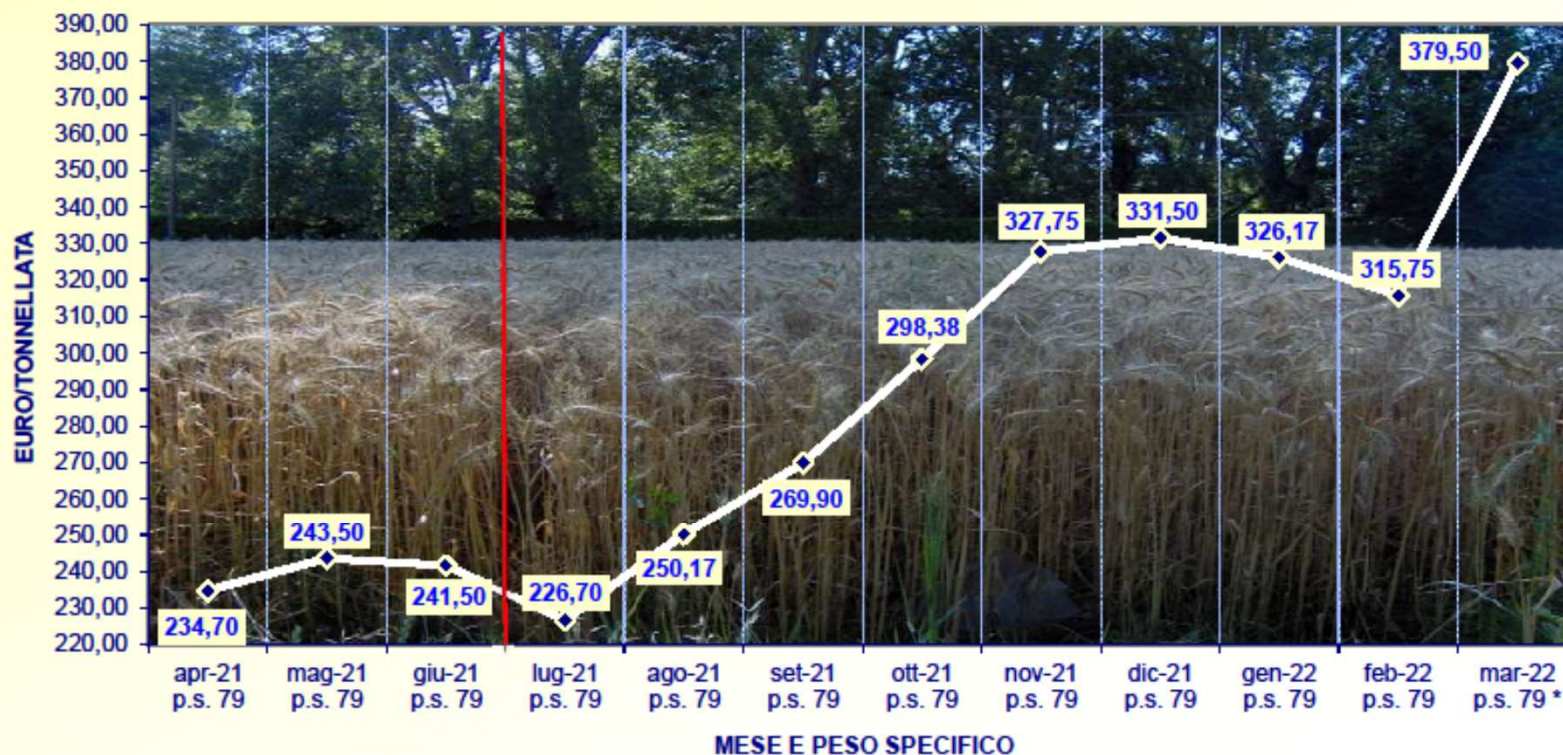 390,00
380,00
370,00
360,00
350,00
340,00
330,00
320,00
310,00
300,00
290,00
280,00
270,00
260,00
250,00
240,00
230,00
220,00
EURO/TONNELLATA
234,70
243,50
241,50
226,70
250,17
269,90
298,38
327,75
331,50
326,17
315,75
379,50
apr-21
p.s. 79
mag-21
p.s. 79
giu-21
p.s. 79
lug-21
p.s. 79
ago-21
p.s. 79
set-21
p.s. 79
ott-21
p.s. 79
nov-21
p.s. 79
dic-21
p.s. 79
gen-22
p.s. 79
feb-22
p.s. 79
mar-22
p.s. 79 *
MESE E PESO SPECIFICO